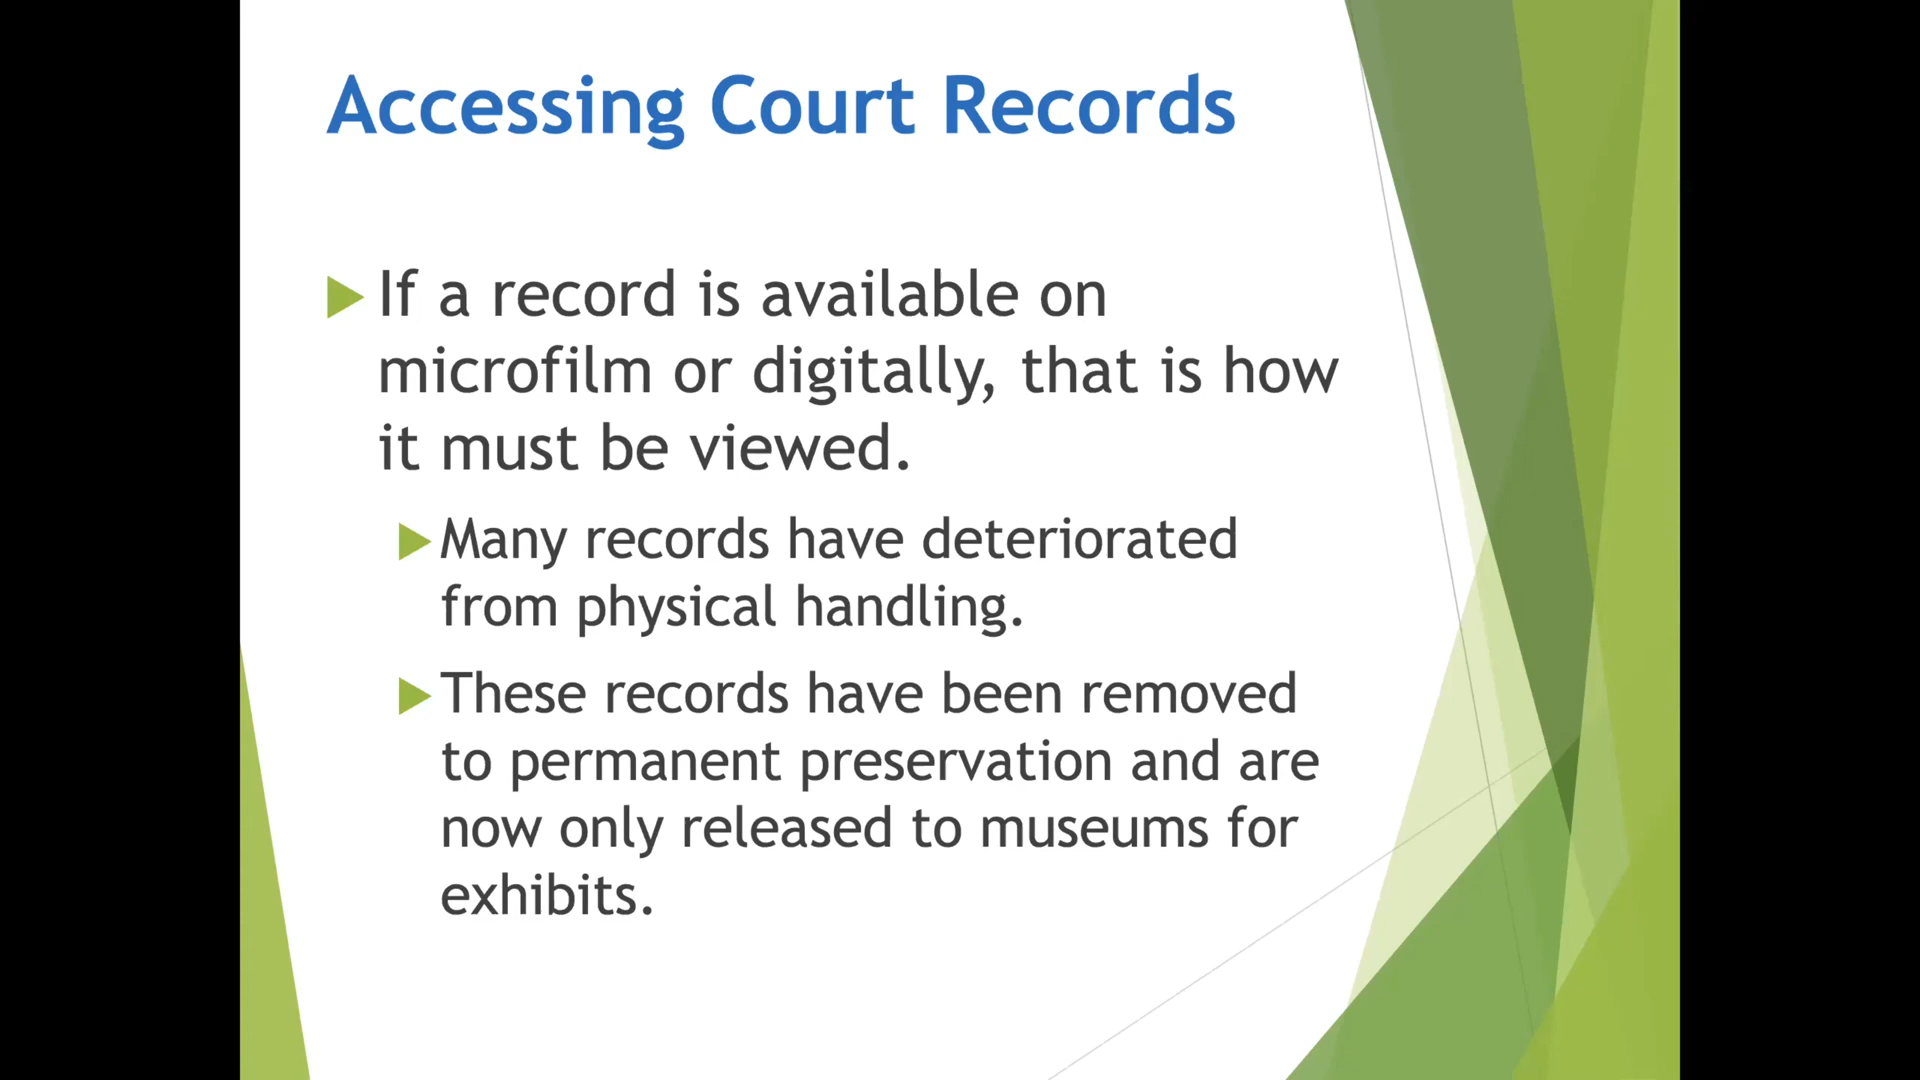 Accessing Court Records
If a record is available on
microfilm or digitally, that is how
it must be viewed.
Many records have deteriorated
from physical handling.
These records have been removed
to permanent preservation and are
now only released to museums for
exhibits.